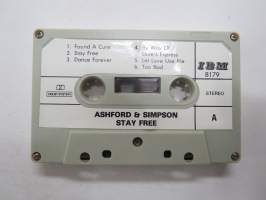 1. Found A Cure
2. Stay Free
3. Dance Forever
4. By Way Of
Love's Express
5. Let Love Use Me
6. Too Bad
IBM
8179
STEREO
ASHFORD & SIMPSON
A
STAY FREE